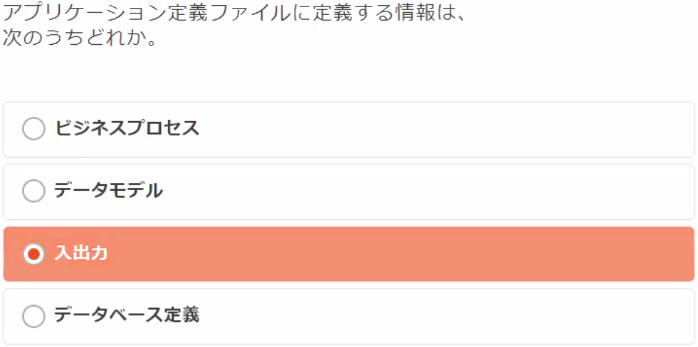 アプリケーション定義ファイルに定義する情報は、
次のうちどれか。
ビジネスプロセス
データモデル
入出力
データベース定義